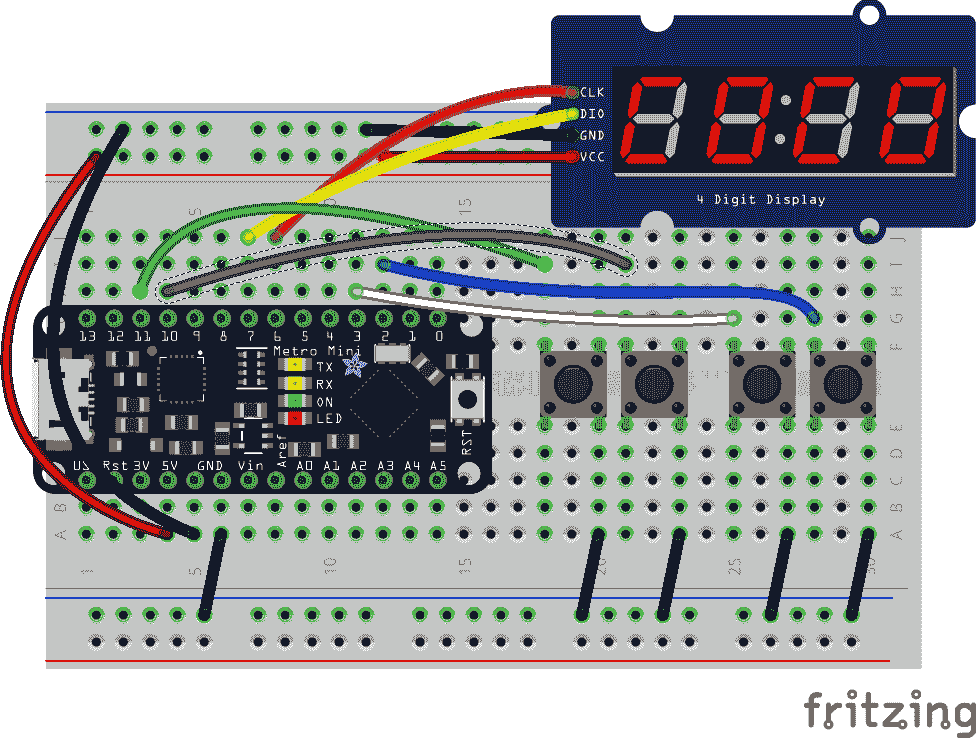 CLK
DIO
GND
VCC
4 Digit Display
15
J
I
H
G
F
13 12 11 10 9 8 7 6 5 4 3 2 1 0
Metro Mini
TX
RX
ON
LED
Aref
RST
Rst 3V 5V GND Vin A0 A1 A2 A3 A4 A5
E
D
C
B B
A A
1 5 10 15 20 25 30
fritzing